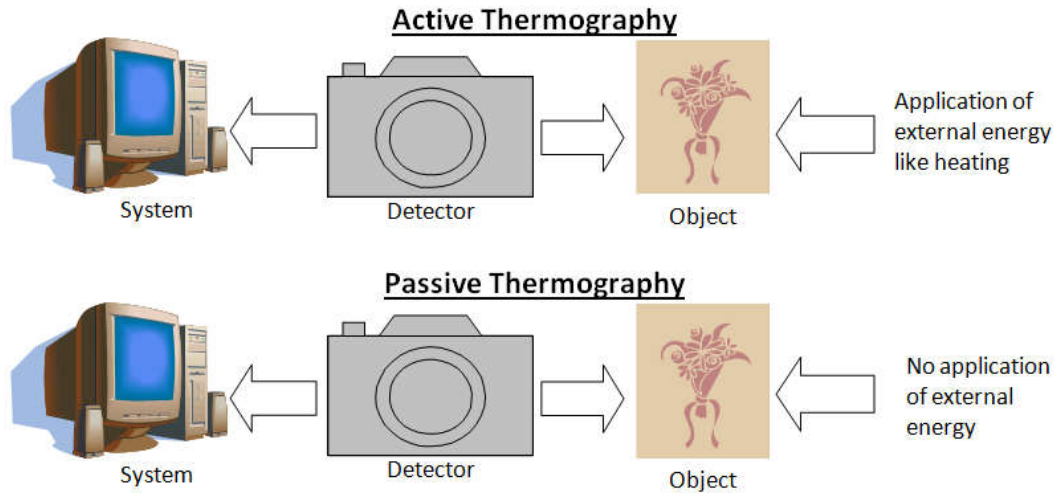 Active Thermography
Application of
external energy
like heating
System
Detector
Object
Passive Thermography
No application
of external
energy
System
Detector
Object